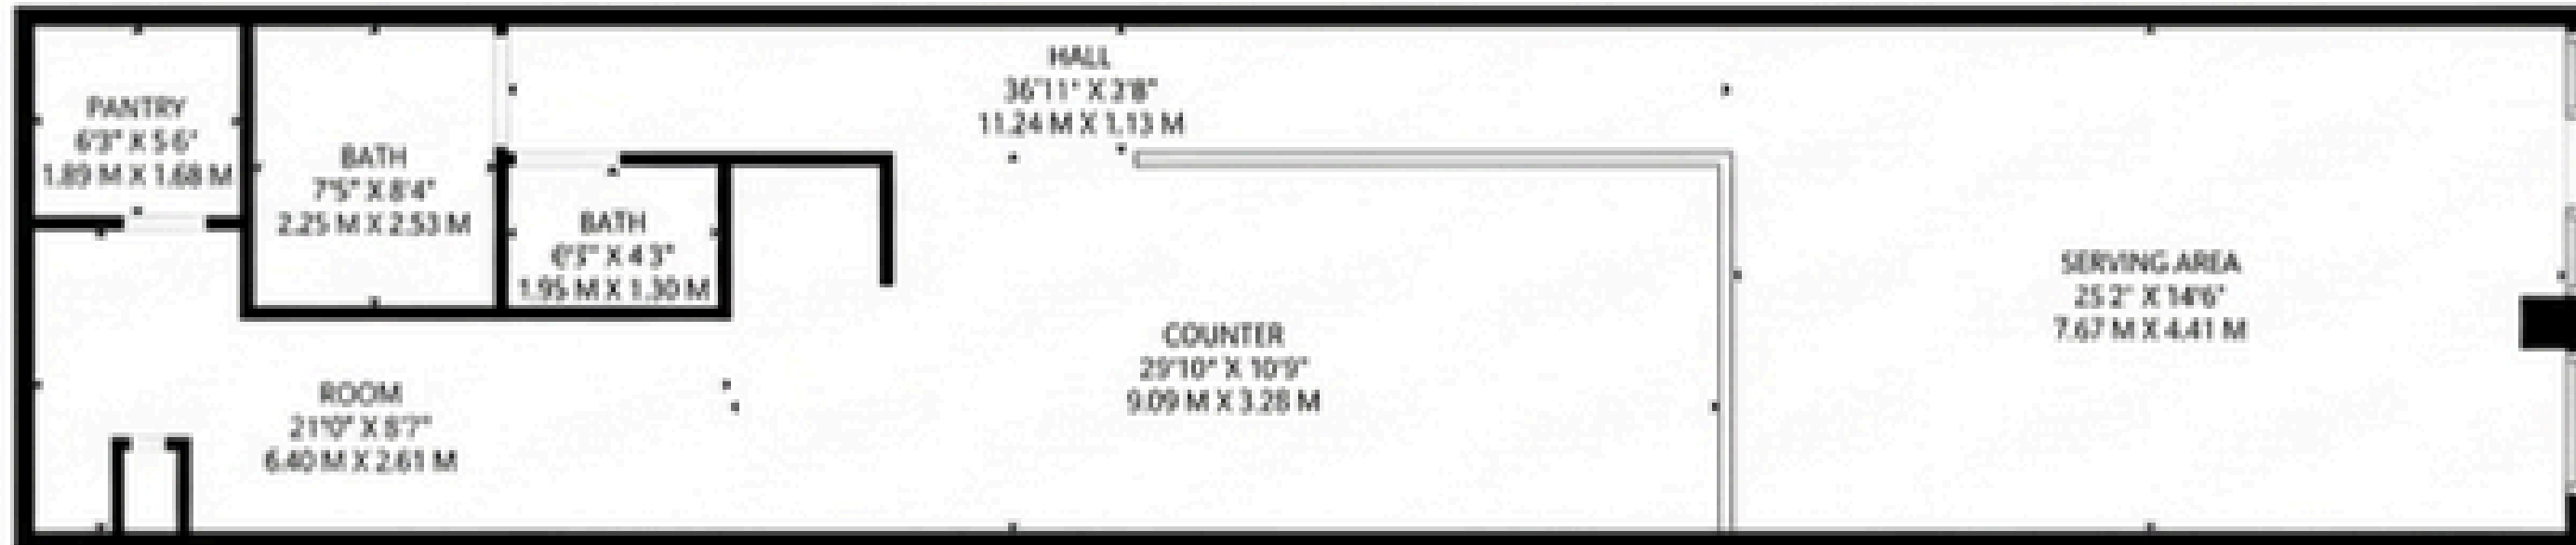 PANTRY
6'3" X 5'6"
1.89 M X 1.68 M
BATH
7'5" X 8'4"
2.25 M X 2.53 M
BATH
X 4'3"
1.95 M X 1.30 M
HALL
36'11" X 3'8"
11.24 M X 1.13 M
ROOM
21'0" X 8'7"
6.40 M X 2.61 M
COUNTER
29'10" X 10'9"
9.09 M X 3.28 M
SERVING AREA
25'2" X 14'6"
7.67 M X 4.41 M